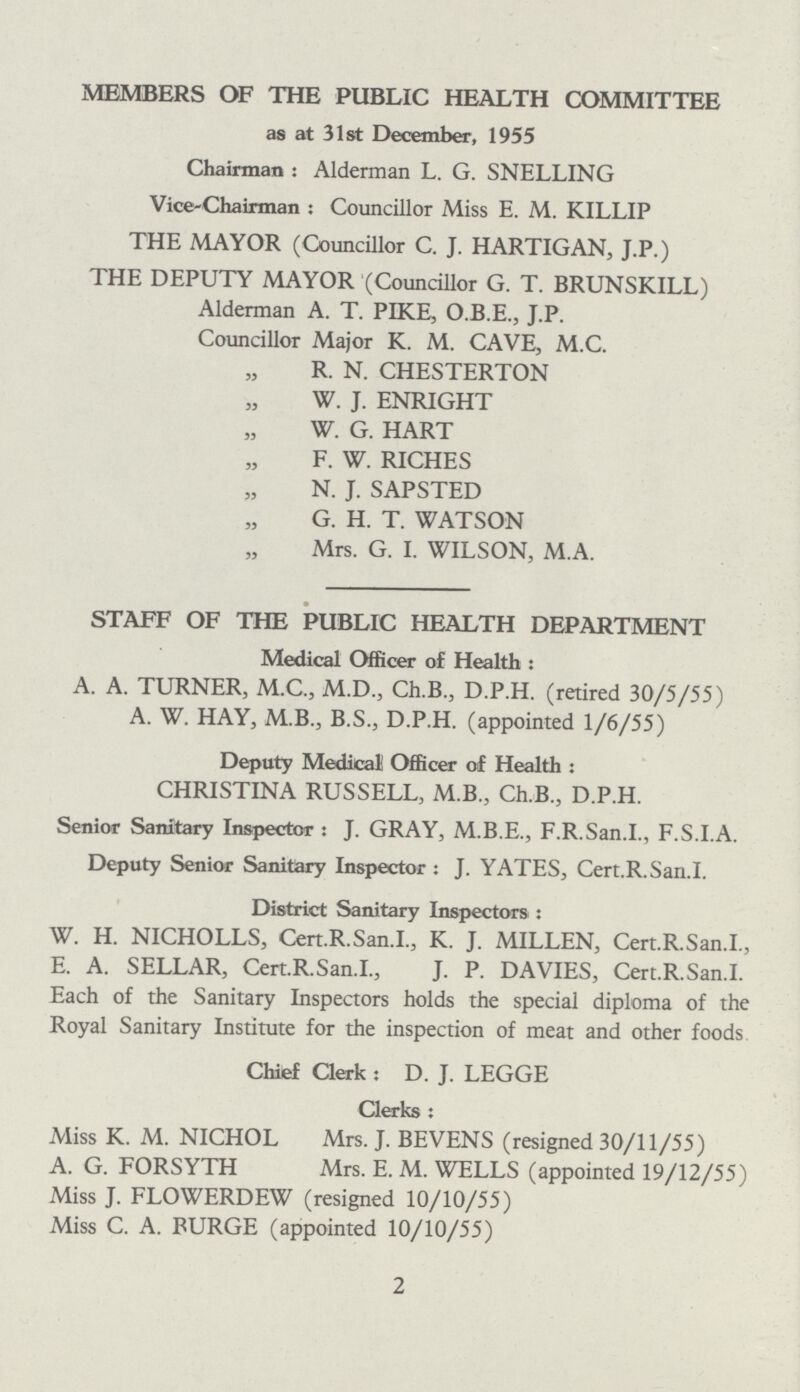 MEMBERS OF THE PUBLIC HEALTH COMMITTEE
as at 31st December, 1955
Chairman : Alderman L. G. SNELLING
Vice-Chairman : Councillor Miss E. M. KILLIP
THE MAYOR (Councillor C. J. HARTIGAN, J.P.)
THE DEPUTY MAYOR (Councillor G. T. BRUNSKILL)
Alderman A. T. PIKE, O.B.E., J.P.
Councillor Major K. M. CAVE, M.C.
„ R. N. CHESTERTON
„ W. J. ENRIGHT
„ W. G. HART
„ F. W. RICHES
„ N. J. SAPSTED
„ G. H. T. WATSON
„ Mrs. G. I. WILSON, M.A.
STAFF OF THE PUBLIC HEALTH DEPARTMENT
Medical Officer of Health :
A. A. TURNER, M.C., M.D., Ch.B., D.P.H. (retired 30/5/55)
A. W. HAY, M.B., B.S., D.P.H. (appointed 1/6/55)
Deputy Medical Officer of Health :
CHRISTINA RUSSELL, M.B., Ch.B., D.P.H.
Senior Sanitary Inspector : J. GRAY, M.B.E., F.R.San.I., F.S.I.A.
Deputy Senior Sanitary Inspector : J. YATES, Cert.R.San.I.
District Sanitary Inspectors :
W. H. NICHOLLS, Cert.R.San.I., K. J. MILLEN, Cert.R.San.I.,
E. A. SELLAR, Cert.R.San.I., J. P. DAVIES, Cert.R.San.I.
Each of the Sanitary Inspectors holds the special diploma of the
Royal Sanitary Institute for the inspection of meat and other foods.
Chief Clerk : D. J. LEGGE
Clerks :
Miss K. M. NICHOL Mrs. J. BEVENS (resigned 30/11/55)
A. G. FORSYTH Mrs. E. M. WELLS (appointed 19/12/55)
Miss J. FLOWERDEW (resigned 10/10/55)
Miss C. A. BURGE (appointed 10/10/55)
2